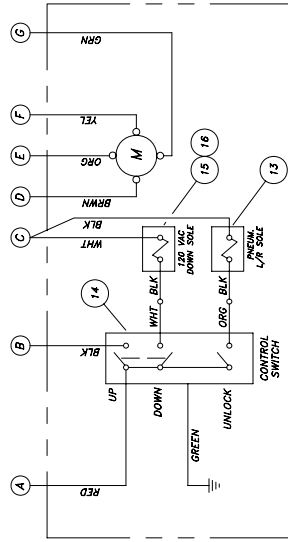 G
GRN
F
YEL
E
ORG
D
BRWN
M
C
BLK
WHT
16
15
13
120 VAC
DOWN SOLE
PNEUM.
L/R SOLE
BLK
BLK
WHT
ORG
14
B
BLK
UP
DOWN
UNLOCK
CONTROL
SWITCH
GREEN
A
RED